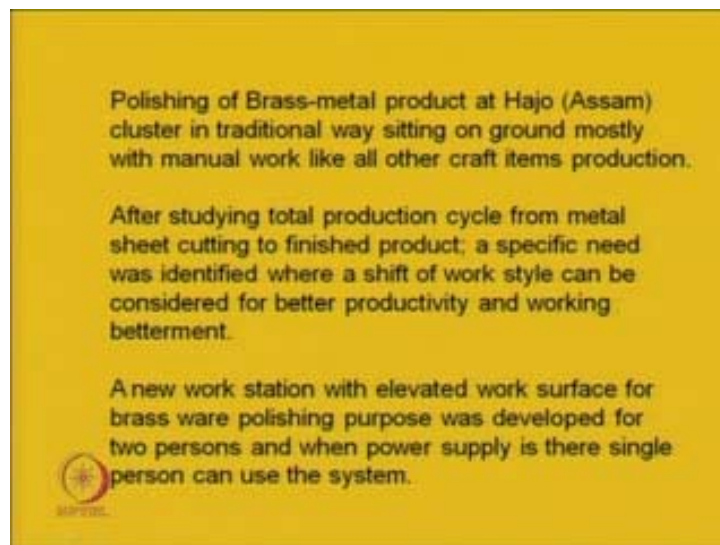 Polishing of Brass-metal product at Hajo (Assam)
cluster in traditional way sitting on ground mostly
with manual work like all other craft items production.
After studying total production cycle from metal
sheet cutting to finished product; a specific need
was identified where a shift of work style can be
considered for better productivity and working
betterment.
A new work station with elevated work surface for
brass ware polishing purpose was developed for
two persons and when power supply is there single
person can use the system.